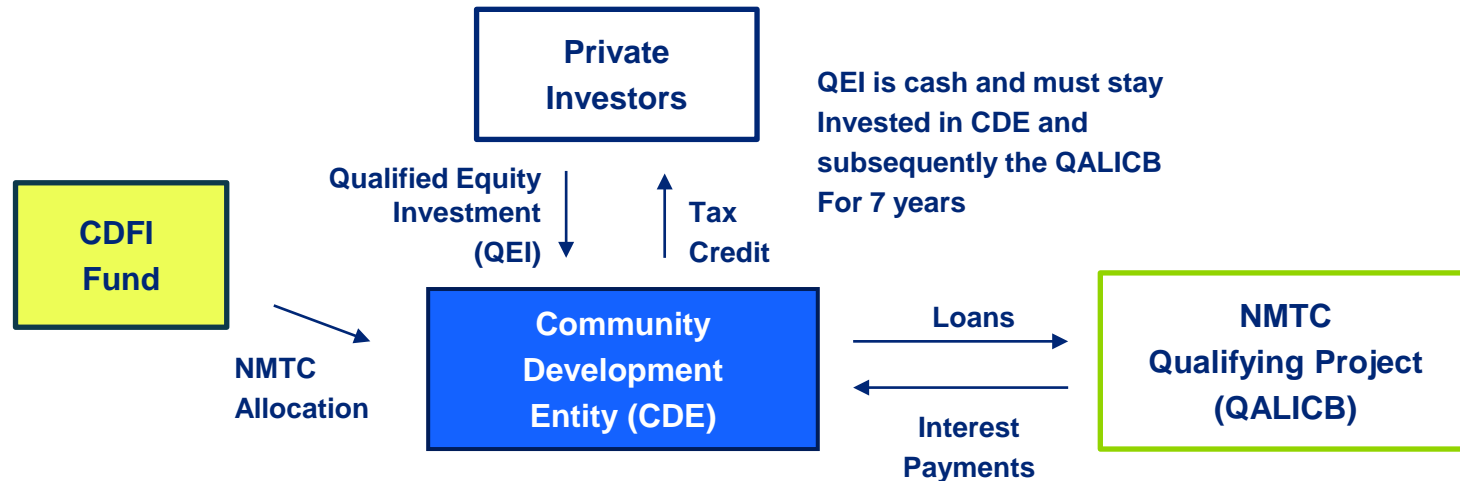 Private
Investors
QEI is cash and must stay
Invested in CDE and
subsequently the QALICB
For 7 years
Qualified Equity
Investment
(QEI)
Tax
Credit
CDFI
Fund
NMTC
Allocation
Community
Development
Entity (CDE)
Loans
Interest
Payments
NMTC
Qualifying Project
(QALICB)